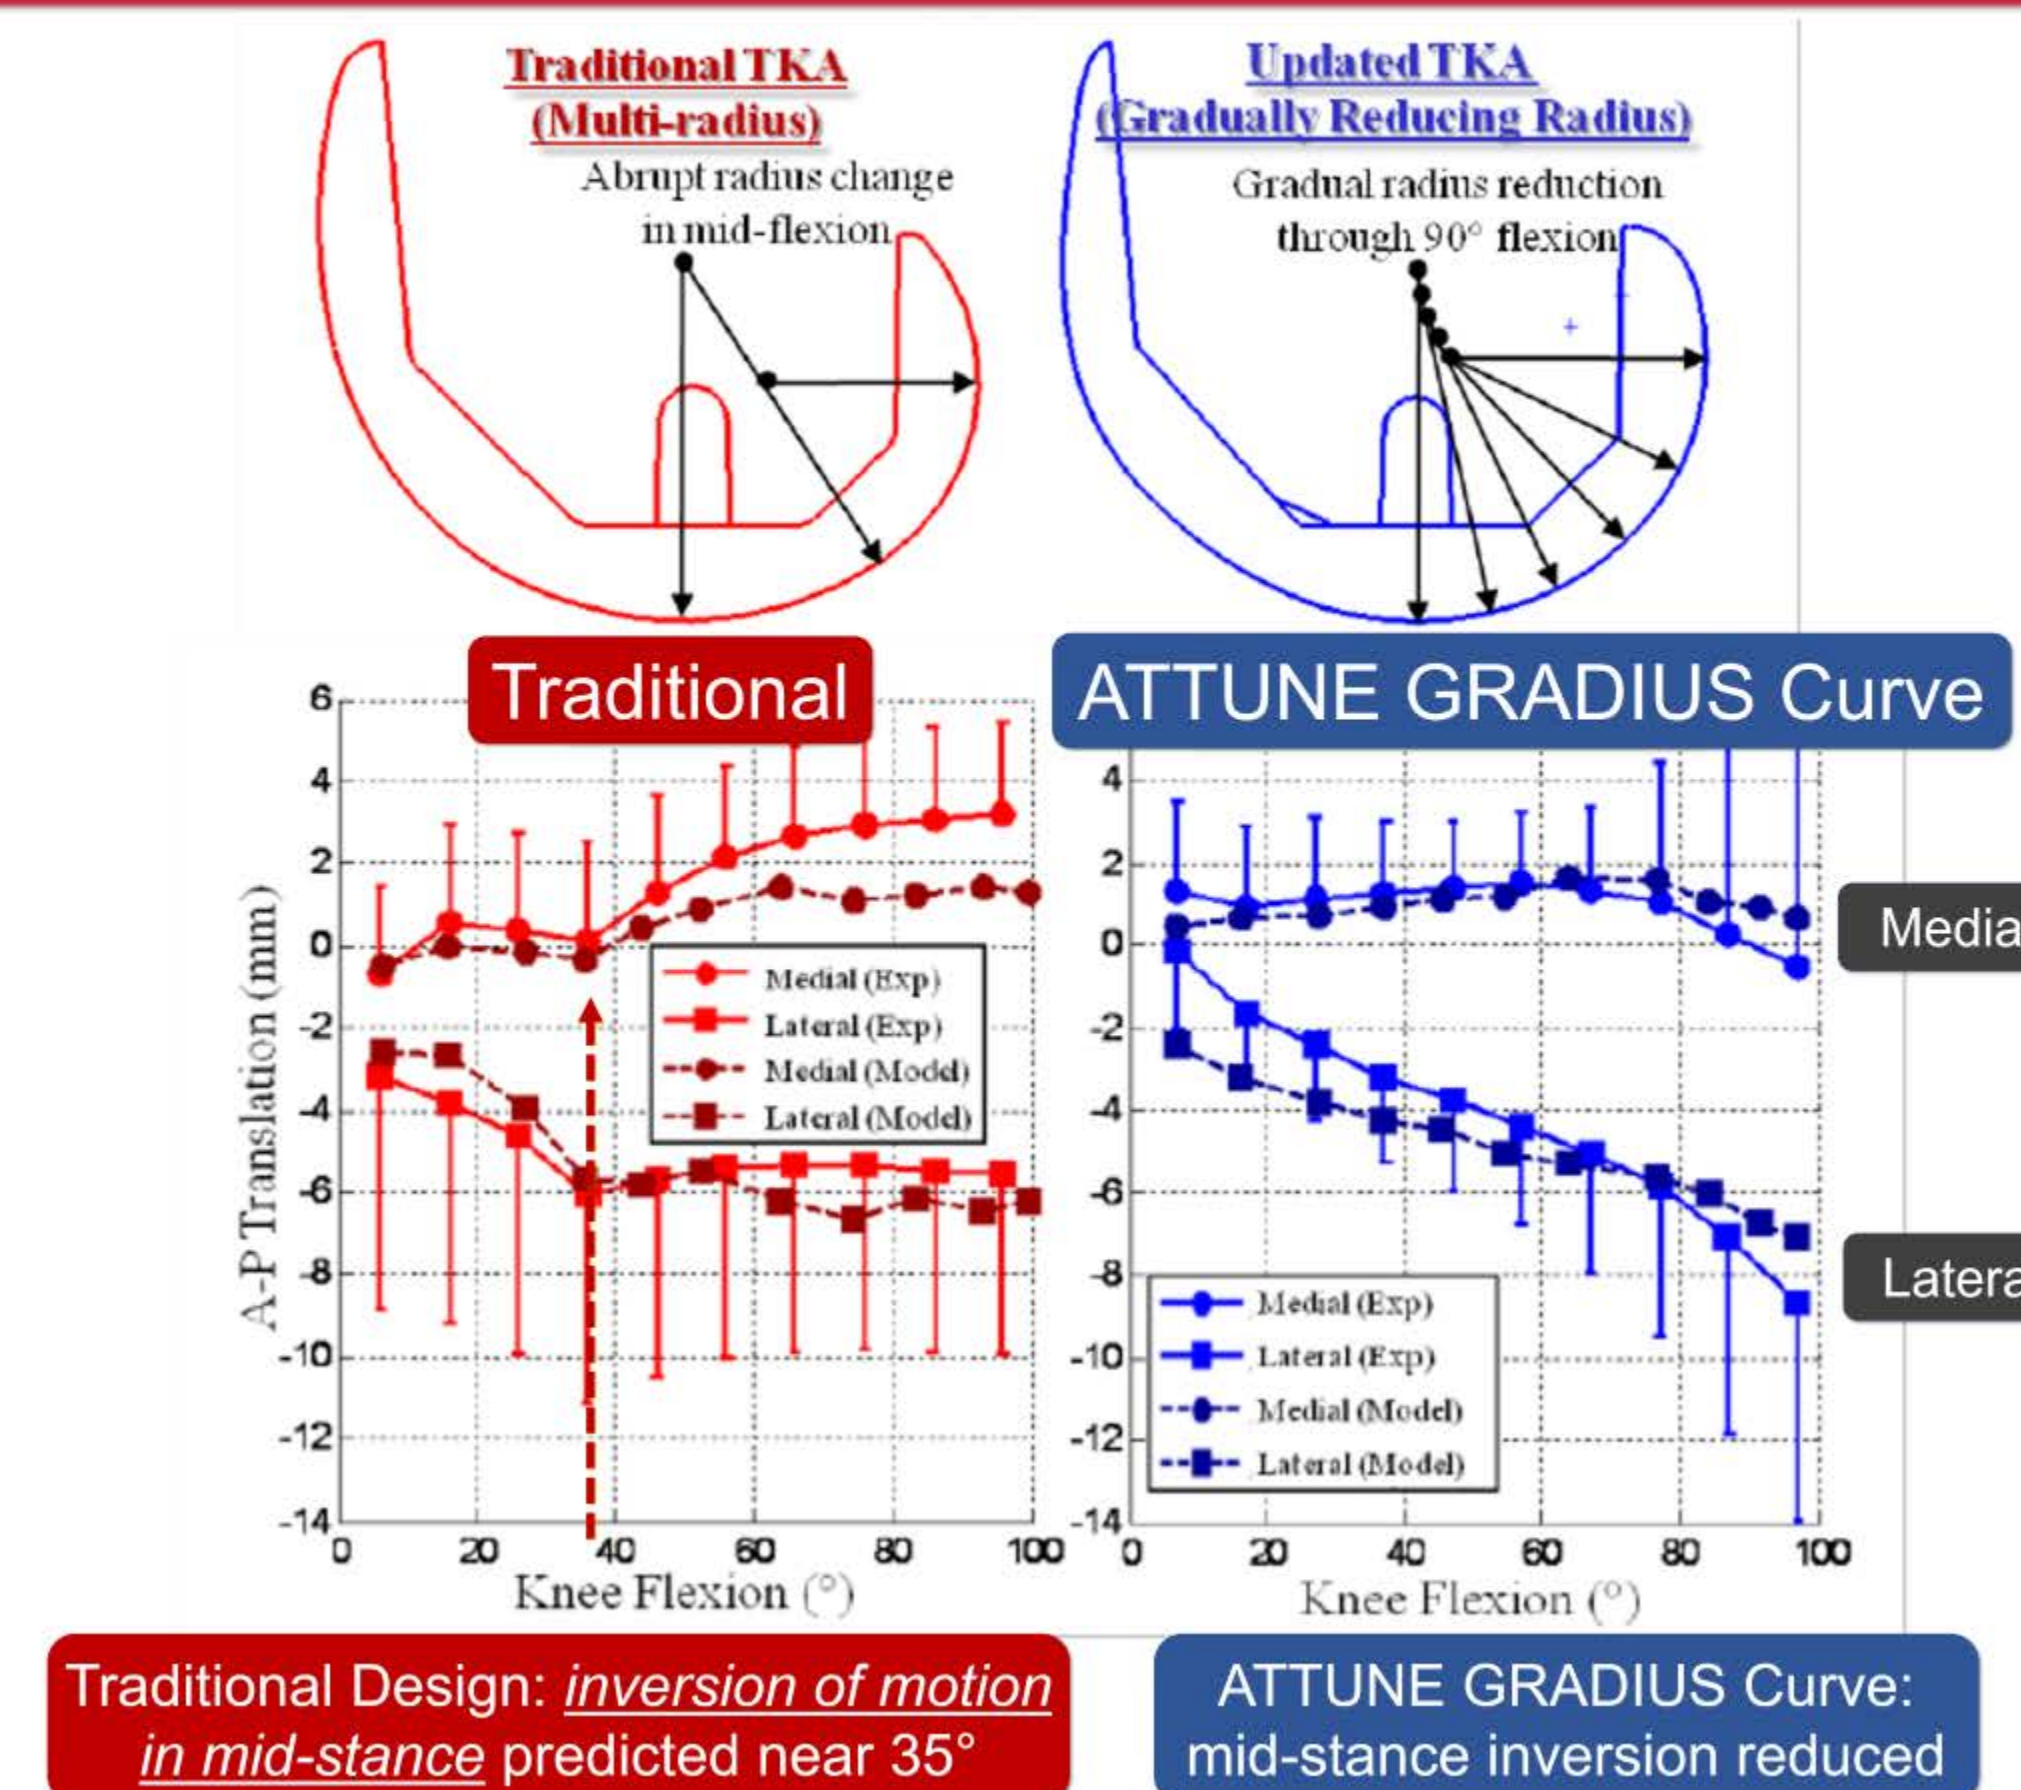 Traditional TKA
(Multi-radius)
Abrupt radius change
in mid-flexion
Updated TKA
(Gradually Reducing Radius)
Gradual radius reduction
through 90° flexion
Traditional
ATTUNE GRADIUS Curve
A-P Translation (mm)
6
4
2
0
-2
-4
-6
-8
-10
-12
-14
0 20 40 60 80 100
Knee Flexion (°)
Medial (Exp)
Lateral (Exp)
Medial (Model)
Lateral (Model)
4
2
0
-2
-4
-6
-8
-10
-12
-14
0 20 40 60 80 100
Knee Flexion (°)
Medial (Exp)
Lateral (Exp)
Medial (Model)
Lateral (Model)
Media
Latera
Traditional Design: inversion of motion
in mid-stance predicted near 35°
ATTUNE GRADIUS Curve:
mid-stance inversion reduced